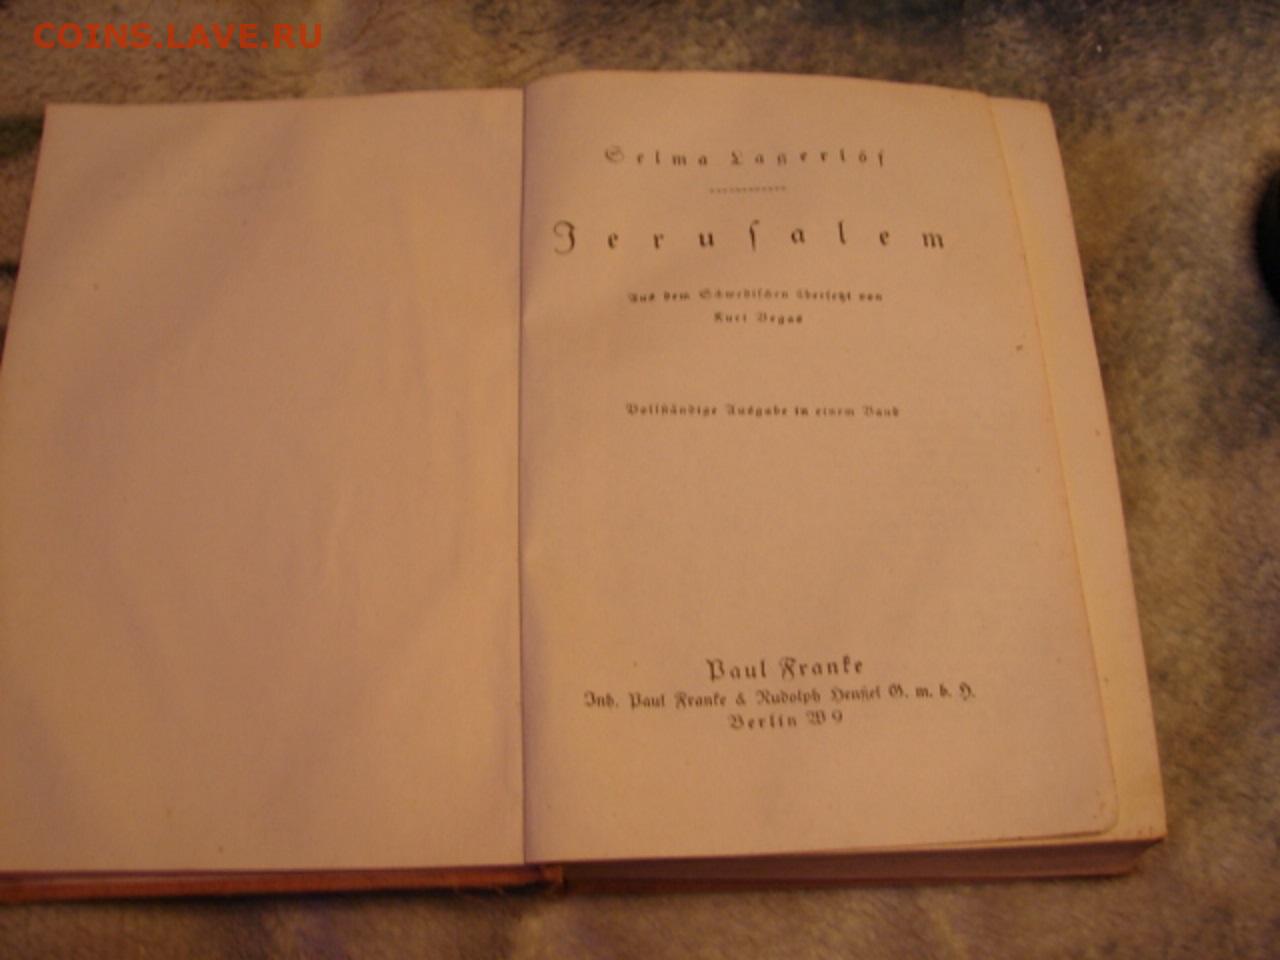 COINS.LAVE.RU
Selma Lagerlöf
Jeruſalem
Aus dem Schwediſchen überſetzt von
Kurt Begas
Vollſtändige Ausgabe in einem Band
Paul Franke
Inh. Paul Franke & Rudolph Henſſel G. m. b. H.
Berlin W 9